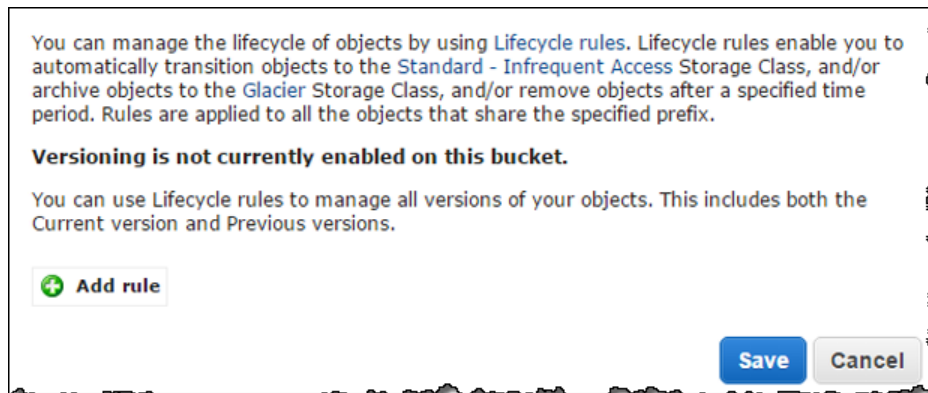 You can manage the lifecycle of objects by using Lifecycle rules. Lifecycle rules enable you to
automatically transition objects to the Standard - Infrequent Access Storage Class, and/or
archive objects to the Glacier Storage Class, and/or remove objects after a specified time
period. Rules are applied to all the objects that share the specified prefix.
Versioning is not currently enabled on this bucket.
You can use Lifecycle rules to manage all versions of your objects. This includes both the
Current version and Previous versions.
Add rule
Save Cancel